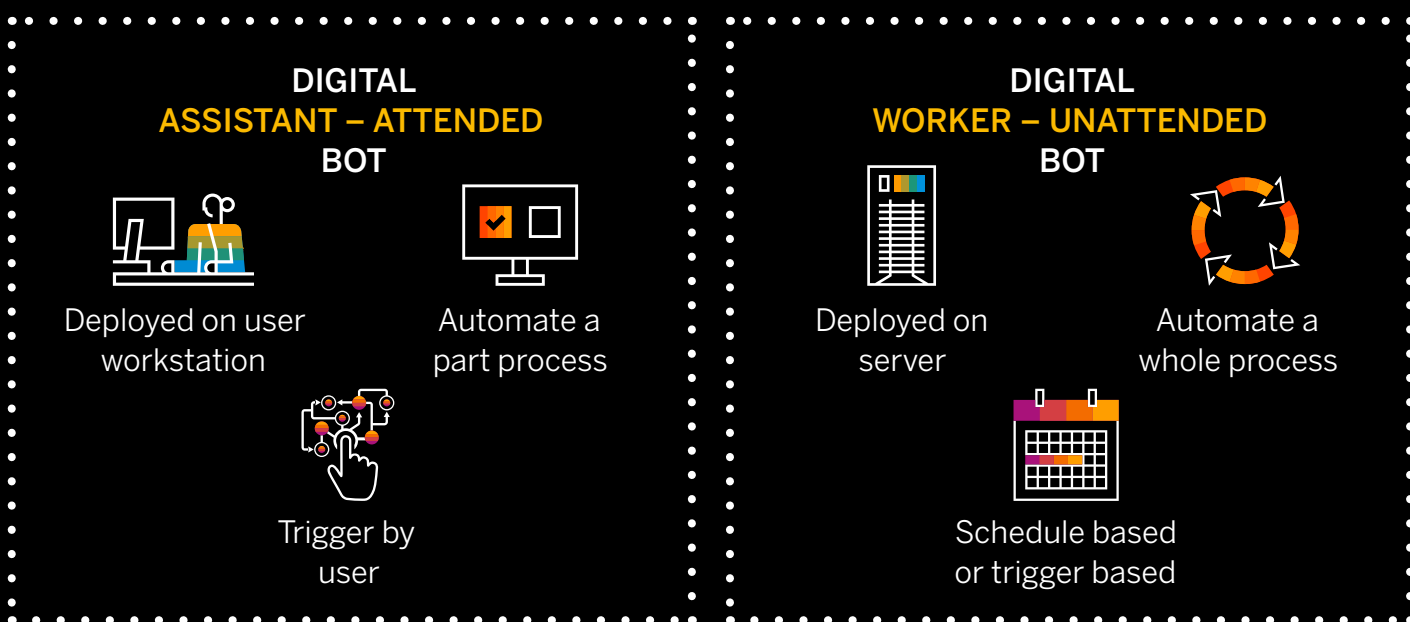 DIGITAL
ASSISTANT – ATTENDED
BOT
Deployed on user
workstation
Automate a
part process
Trigger by
user
DIGITAL
WORKER – UNATTENDED
BOT
Deployed on
server
Automate a
whole process
Schedule based
or trigger based